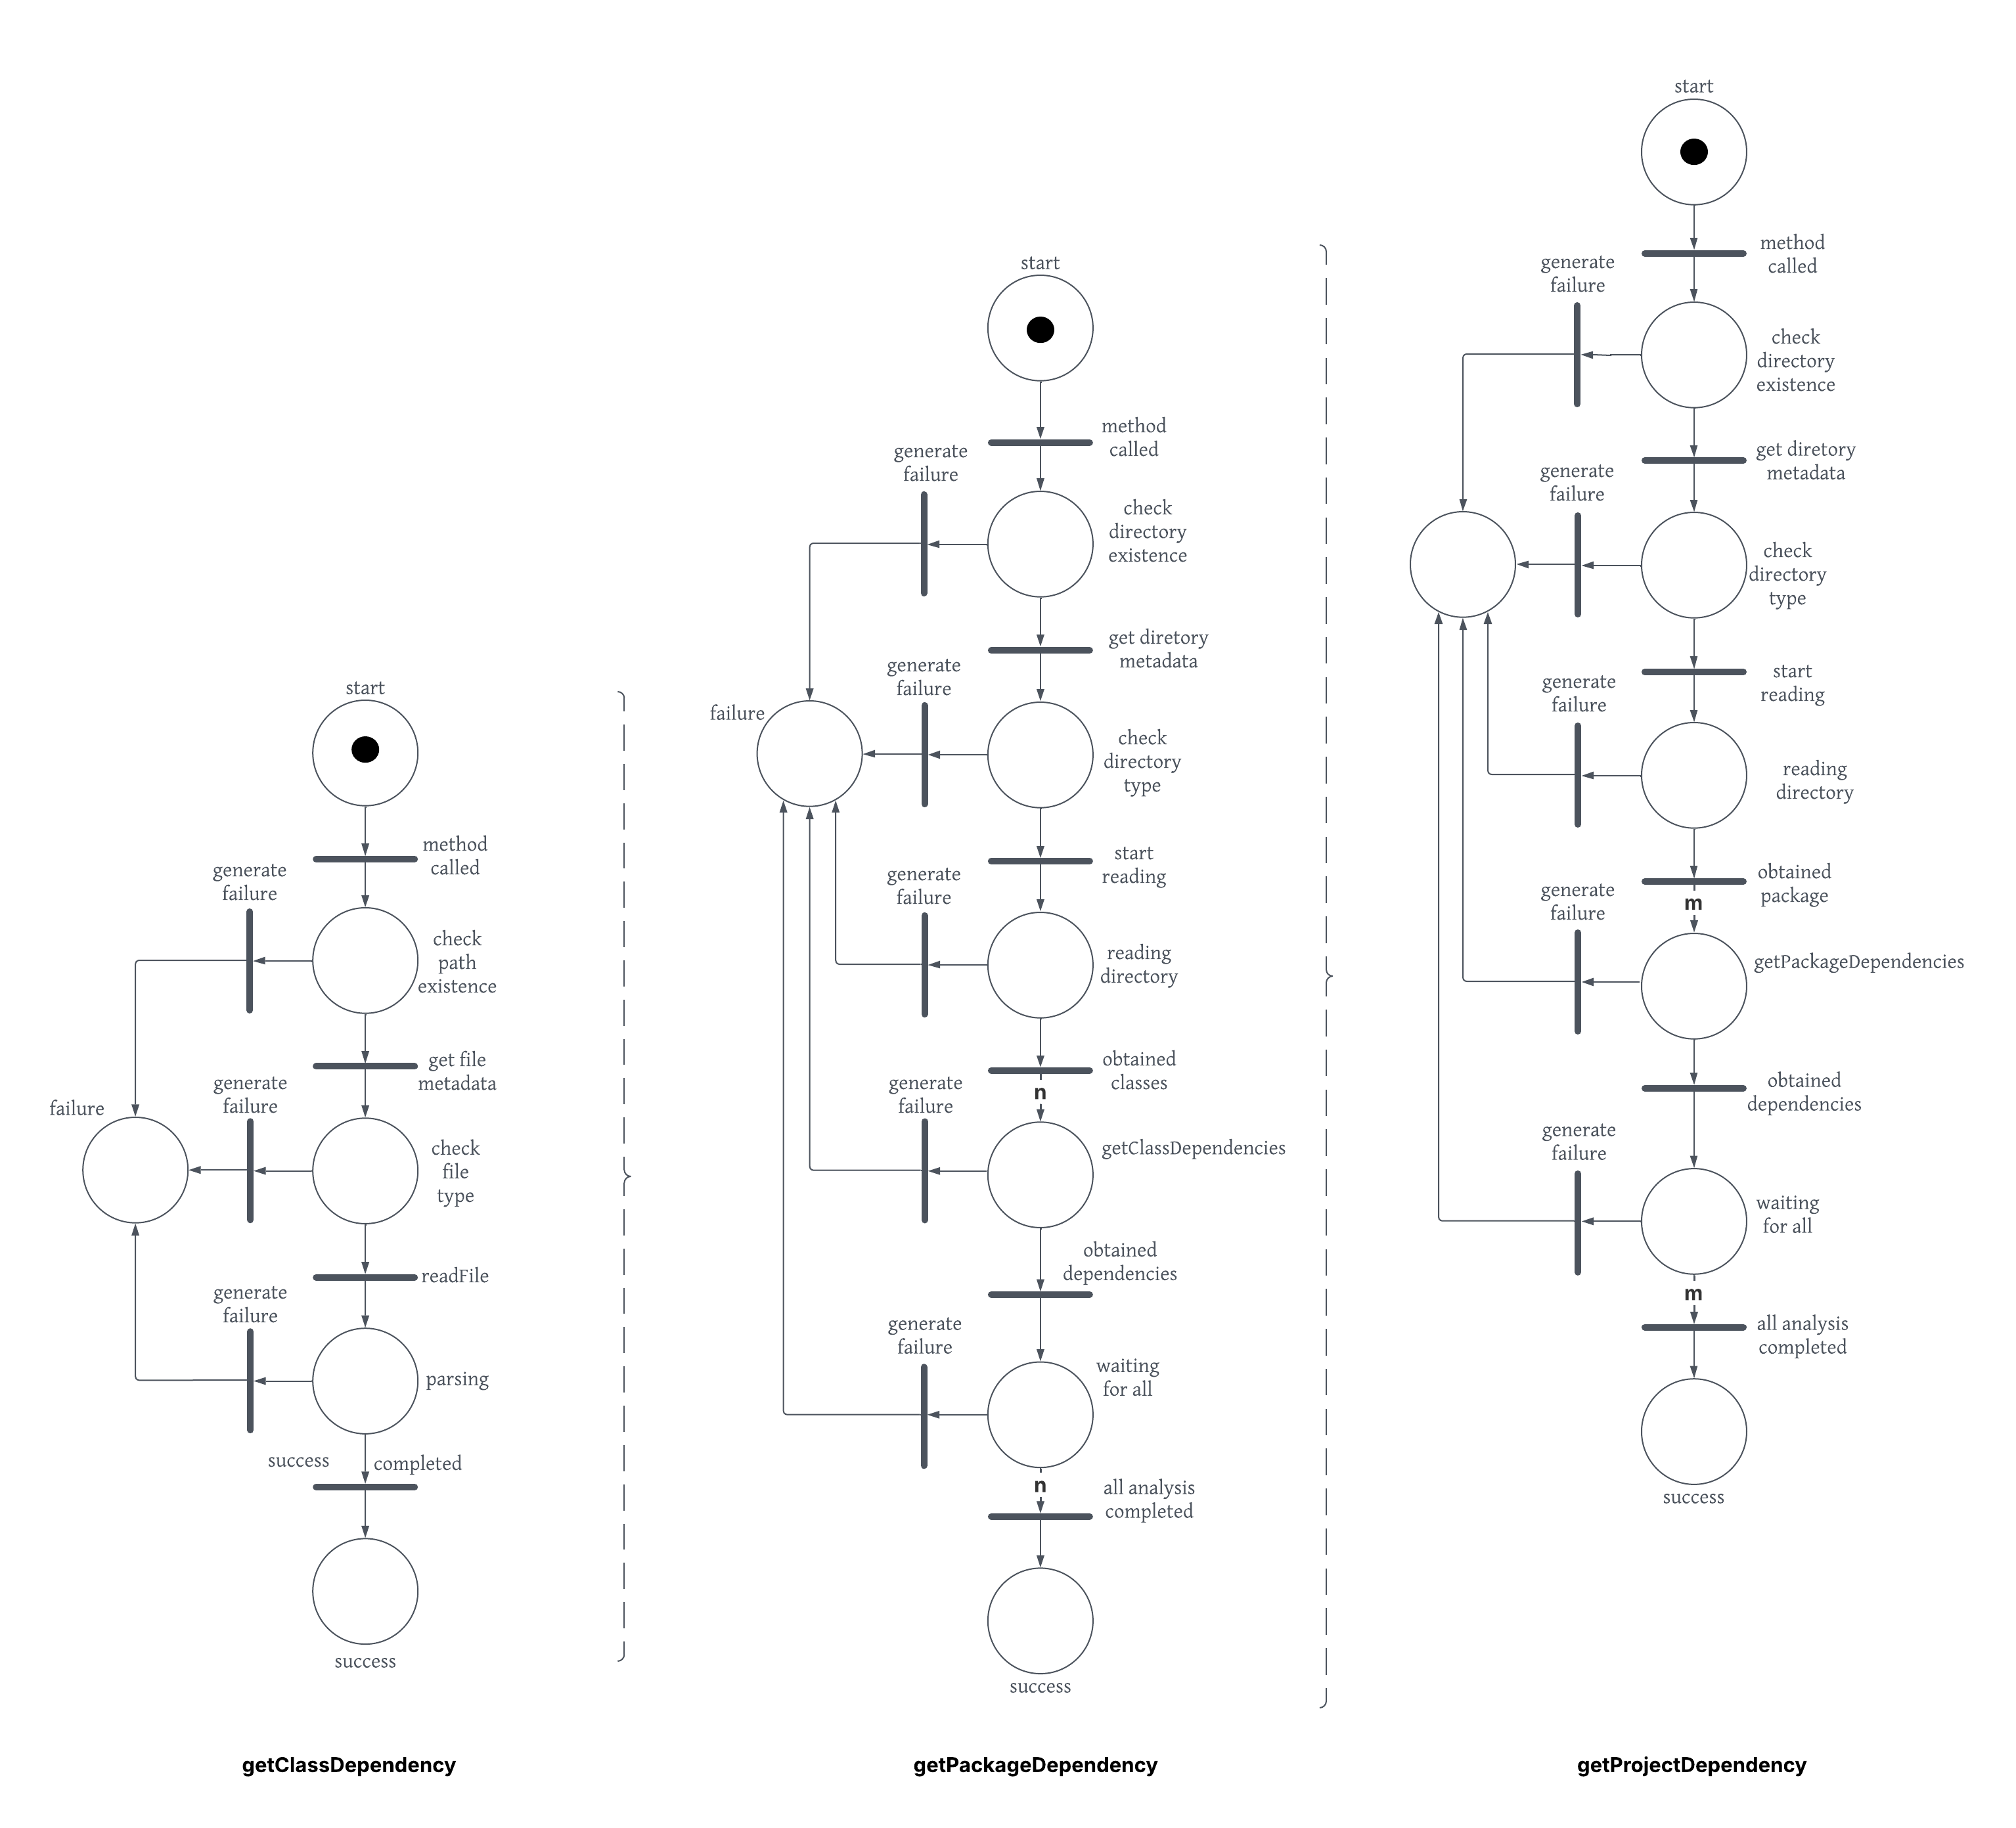 start
method
called
generate
failure
check
path
existence
get file
metadata
generate
failure
failure
check
file
type
readFile
generate
failure
parsing
success
completed
success
getClassDependency
start
method
called
generate
failure
check
directory
existence
get diretory
metadata
generate
failure
failure
check
directory
type
start
reading
generate
failure
reading
directory
obtained
classes
n
generate
failure
getClassDependencies
obtained
dependencies
generate
failure
waiting
for all
n
all analysis
completed
success
getPackageDependency
start
method
called
generate
failure
check
directory
existence
get diretory
metadata
generate
failure
check
directory
type
start
reading
generate
failure
reading
directory
obtained
package
m
generate
failure
getPackageDependencies
obtained
dependencies
generate
failure
waiting
for all
m
all analysis
completed
success
getProjectDependency